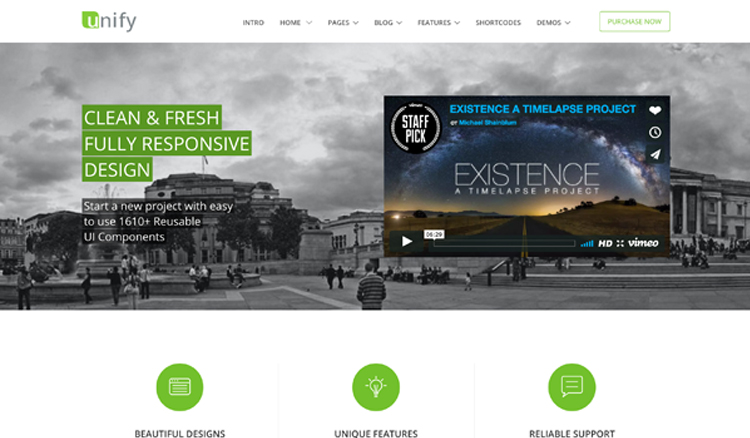 unify
INTRO HOME PAGES BLOG FEATURES SHORTCODES DEMOS PURCHASE NOW
CLEAN & FRESH
FULLY RESPONSIVE
DESIGN
Start a new project with easy
to use 1610+ Reusable
UI Components
vimeo
STAFF
PICK
EXISTENCE A TIMELAPSE PROJECT
от Michael Shainblum
EXISTENCE
A TIMELAPSE PROJECT
06:29
HD vimeo
BEAUTIFUL DESIGNS UNIQUE FEATURES RELIABLE SUPPORT